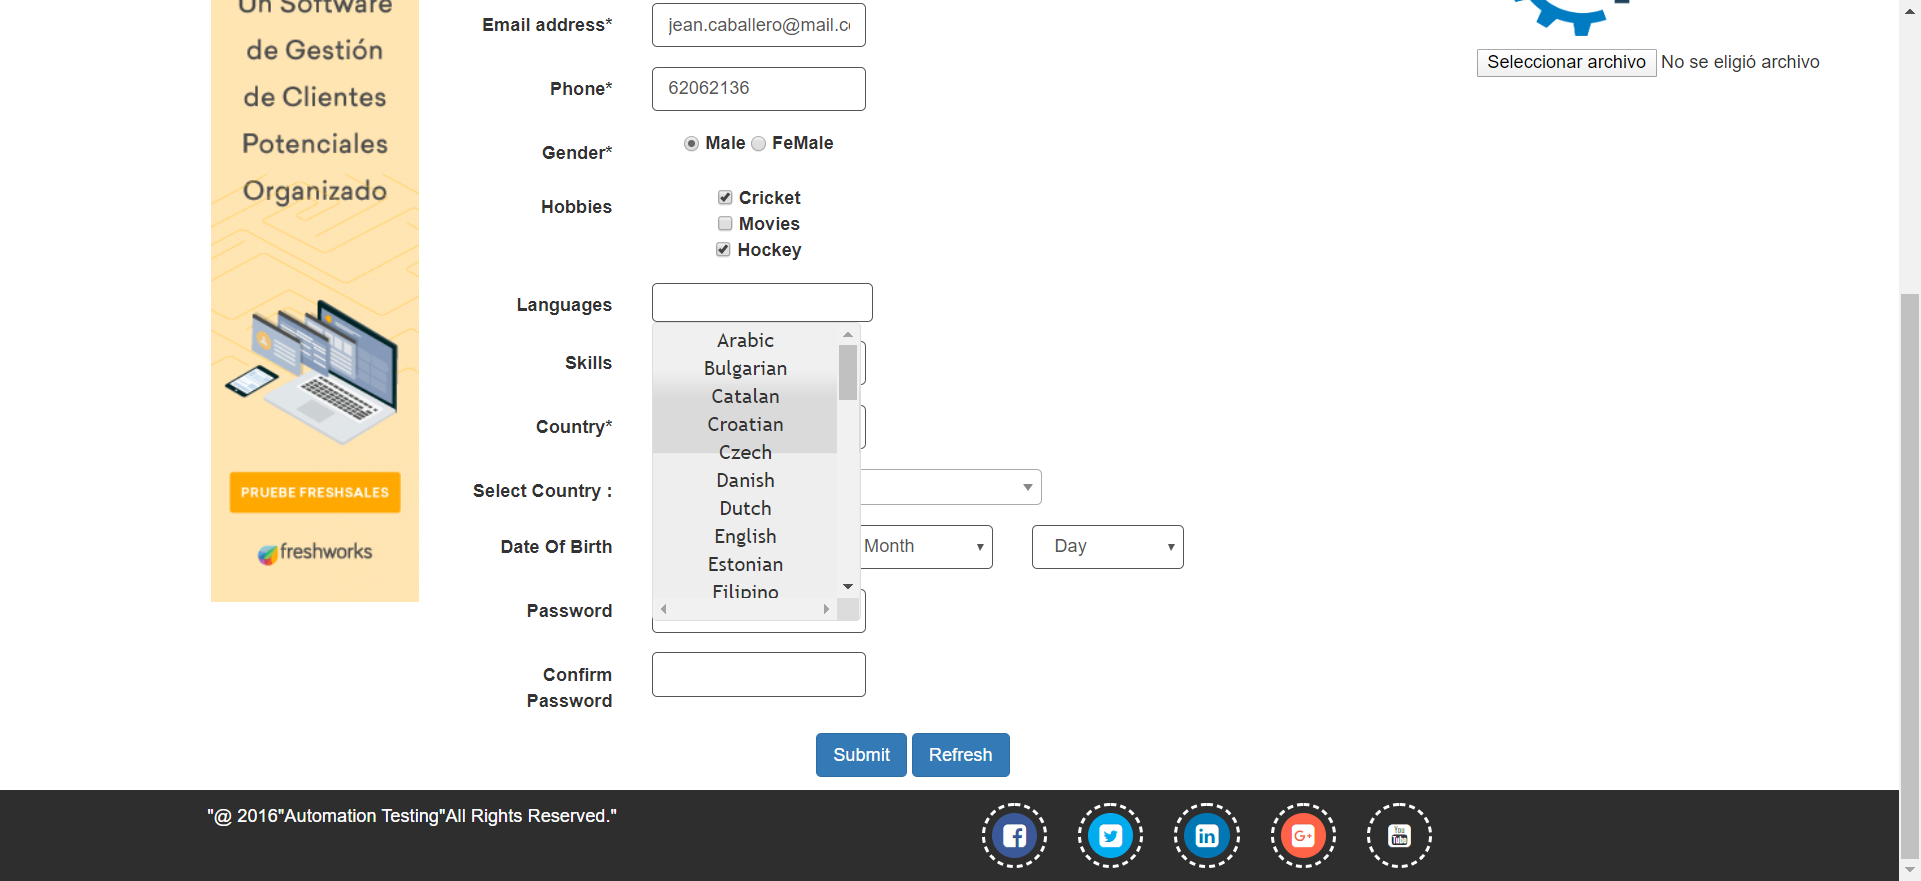 Un Software
de Gestión
de Clientes
Potenciales
Organizado
PRUEBE FRESHSALES
freshworks
Email address*
jean.caballero@mail.c
Phone*
62062136
Gender*
Male FeMale
Hobbies
Cricket
Movies
Hockey
Languages
Arabic
Bulgarian
Catalan
Croatian
Czech
Danish
Dutch
English
Estonian
Filipino
Skills
Country*
Select Country :
Date Of Birth
Month
Day
Password
Confirm
Password
Submit Refresh
Seleccionar archivo No se eligió archivo
"@ 2016"Automation Testing"All Rights Reserved."
in
G+
You
Tube